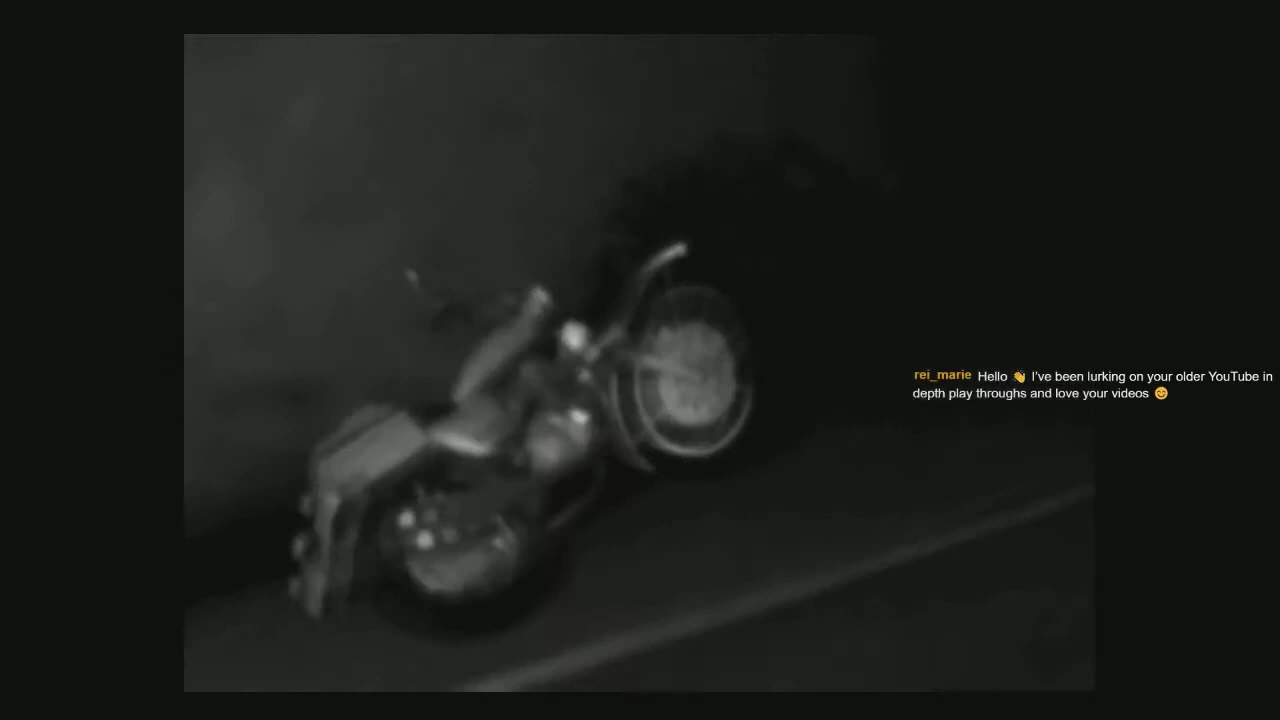 rei_marie Hello 👋 I've been lurking on your older YouTube in
depth play throughs and love your videos 😊